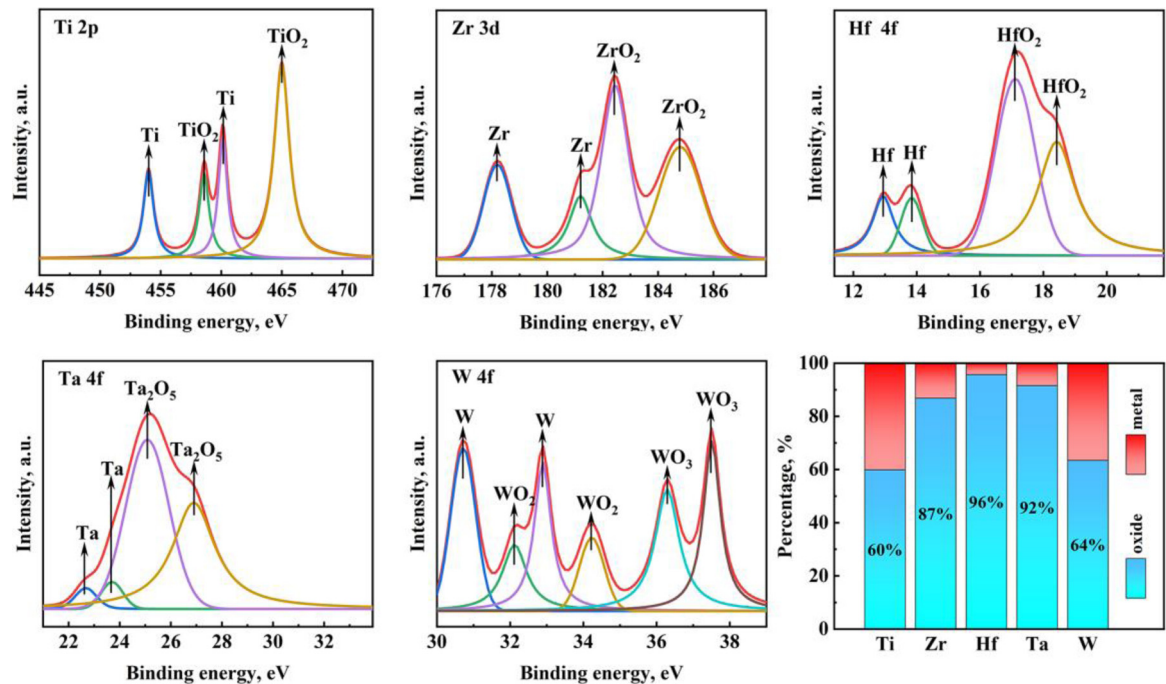 Ti 2p
Ti
TiO2
Ti
TiO2
Intensity, a.u.
445 450 455 460 465 470
Binding energy, eV
Zr 3d
Zr
Zr
ZrO2
ZrO2
Intensity, a.u.
176 178 180 182 184 186
Binding energy, eV
Hf 4f
Hf
Hf
HfO2
HfO2
Intensity, a.u.
12 14 16 18 20
Binding energy, eV
Ta 4f
Ta
Ta
Ta2O5
Ta2O5
Intensity, a.u.
22 24 26 28 30 32
Binding energy, eV
W 4f
W
WO2
W
WO2
WO3
WO3
Intensity, a.u.
30 32 34 36 38
Binding energy, eV
100
80
60
40
20
0
Percentage, %
60%
87%
96%
92%
64%
Ti Zr Hf Ta W
metal
oxide